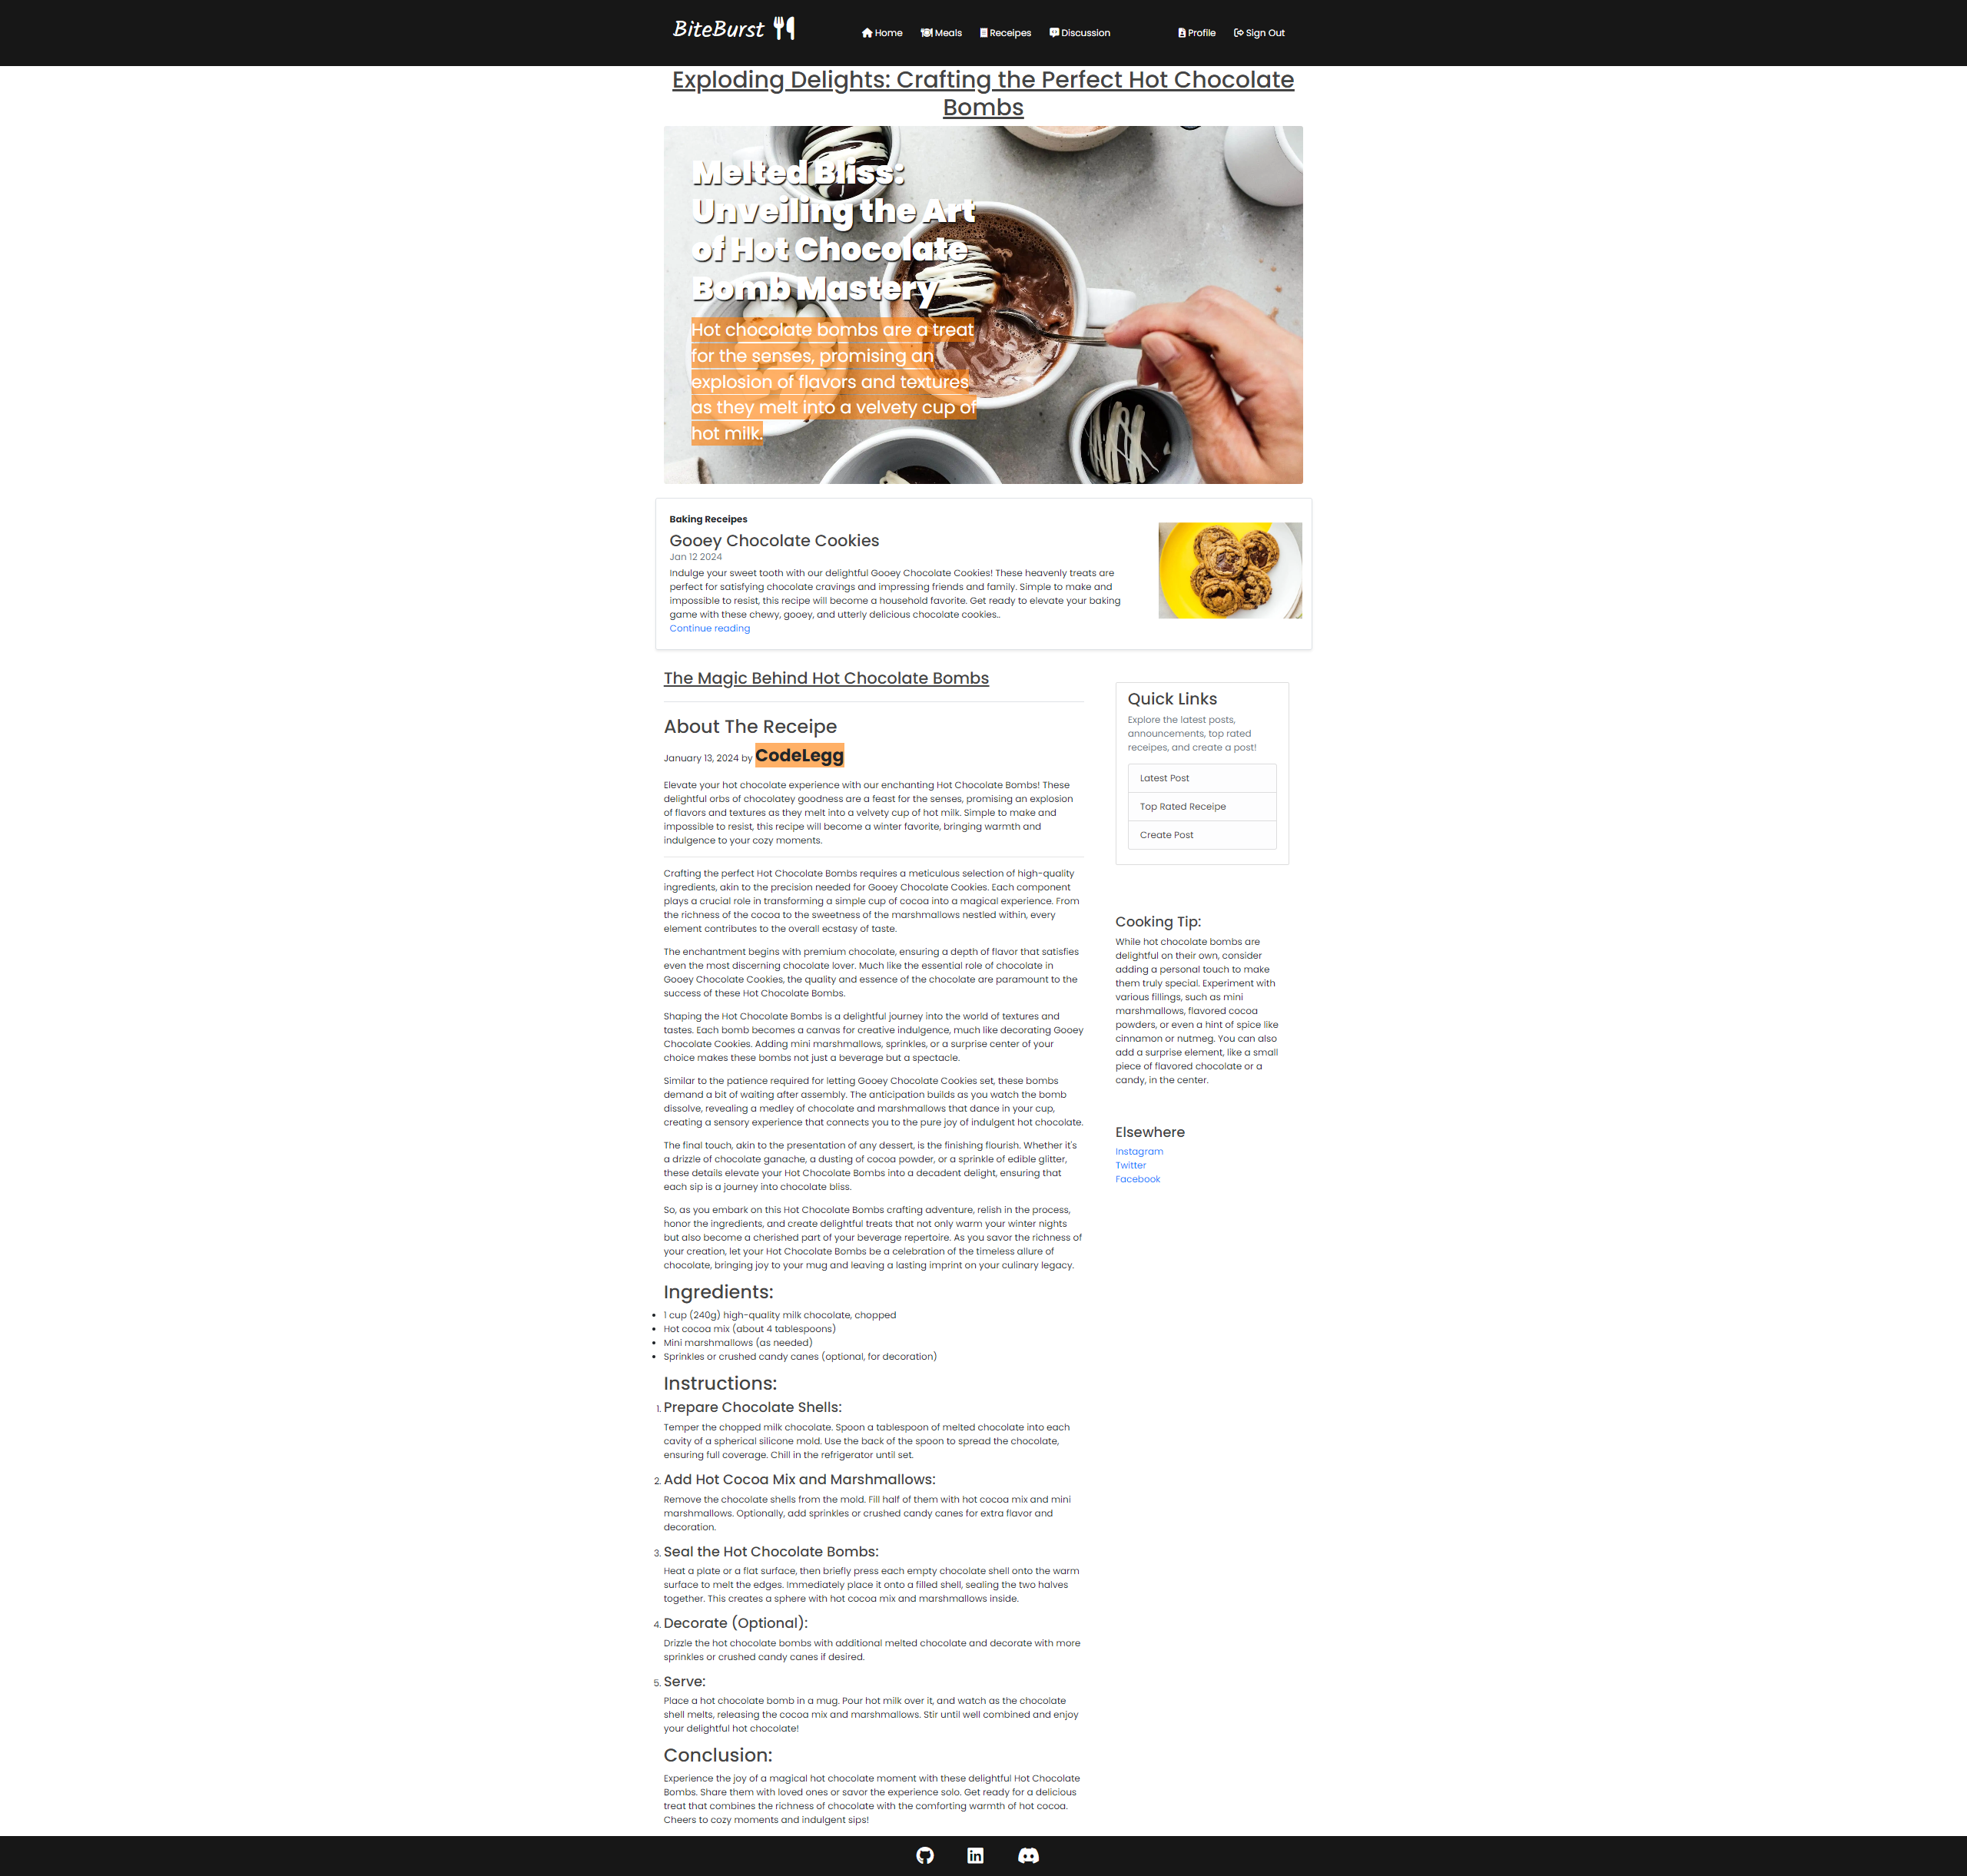 BiteBurst
Home
Meals
Receipes
Discussion
Profile
Sign Out
Exploding Delights: Crafting the Perfect Hot Chocolate
Bombs
Melted Bliss:
Unveiling the Art
of Hot Chocolate
Bomb Mastery
Hot chocolate bombs are a treat
for the senses, promising an
explosion of flavors and textures
as they melt into a velvety cup of
hot milk.
Baking Receipes
Gooey Chocolate Cookies
Jan 12 2024
Indulge your sweet tooth with our delightful Gooey Chocolate Cookies! These heavenly treats are
perfect for satisfying chocolate cravings and impressing friends and family. Simple to make and
impossible to resist, this recipe will become a household favorite. Get ready to elevate your baking
game with these chewy, gooey, and utterly delicious chocolate cookies..
Continue reading
The Magic Behind Hot Chocolate Bombs
About The Receipe
January 13, 2024 by CodeLegg
Elevate your hot chocolate experience with our enchanting Hot Chocolate Bombs! These
delightful orbs of chocolatey goodness are a feast for the senses, promising an explosion
of flavors and textures as they melt into a velvety cup of hot milk. Simple to make and
impossible to resist, this recipe will become a winter favorite, bringing warmth and
indulgence to your cozy moments.
Crafting the perfect Hot Chocolate Bombs requires a meticulous selection of high-quality
ingredients, akin to the precision needed for Gooey Chocolate Cookies. Each component
plays a crucial role in transforming a simple cup of cocoa into a magical experience. From
the richness of the cocoa to the sweetness of the marshmallows nestled within, every
element contributes to the overall ecstasy of taste.
The enchantment begins with premium chocolate, ensuring a depth of flavor that satisfies
even the most discerning chocolate lover. Much like the essential role of chocolate in
Gooey Chocolate Cookies, the quality and essence of the chocolate are paramount to the
success of these Hot Chocolate Bombs.
Shaping the Hot Chocolate Bombs is a delightful journey into the world of textures and
tastes. Each bomb becomes a canvas for creative indulgence, much like decorating Gooey
Chocolate Cookies. Adding mini marshmallows, sprinkles, or a surprise center of your
choice makes these bombs not just a beverage but a spectacle.
Similar to the patience required for letting Gooey Chocolate Cookies set, these bombs
demand a bit of waiting after assembly. The anticipation builds as you watch the bomb
dissolve, revealing a medley of chocolate and marshmallows that dance in your cup,
creating a sensory experience that connects you to the pure joy of indulgent hot chocolate.
The final touch, akin to the presentation of any dessert, is the finishing flourish. Whether it's
a drizzle of chocolate ganache, a dusting of cocoa powder, or a sprinkle of edible glitter,
these details elevate your Hot Chocolate Bombs into a decadent delight, ensuring that
each sip is a journey into chocolate bliss.
So, as you embark on this Hot Chocolate Bombs crafting adventure, relish in the process,
honor the ingredients, and create delightful treats that not only warm your winter nights
but also become a cherished part of your beverage repertoire. As you savor the richness of
your creation, let your Hot Chocolate Bombs be a celebration of the timeless allure of
chocolate, bringing joy to your mug and leaving a lasting imprint on your culinary legacy.
Ingredients:
• 1 cup (240g) high-quality milk chocolate, chopped
• Hot cocoa mix (about 4 tablespoons)
• Mini marshmallows (as needed)
• Sprinkles or crushed candy canes (optional, for decoration)
Instructions:
1. Prepare Chocolate Shells:
Temper the chopped milk chocolate. Spoon a tablespoon of melted chocolate into each
cavity of a spherical silicone mold. Use the back of the spoon to spread the chocolate,
ensuring full coverage. Chill in the refrigerator until set.
2. Add Hot Cocoa Mix and Marshmallows:
Remove the chocolate shells from the mold. Fill half of them with hot cocoa mix and mini
marshmallows. Optionally, add sprinkles or crushed candy canes for extra flavor and
decoration.
3. Seal the Hot Chocolate Bombs:
Heat a plate or a flat surface, then briefly press each empty chocolate shell onto the warm
surface to melt the edges. Immediately place it onto a filled shell, sealing the two halves
together. This creates a sphere with hot cocoa mix and marshmallows inside.
4. Decorate (Optional):
Drizzle the hot chocolate bombs with additional melted chocolate and decorate with more
sprinkles or crushed candy canes if desired.
5. Serve:
Place a hot chocolate bomb in a mug. Pour hot milk over it, and watch as the chocolate
shell melts, releasing the cocoa mix and marshmallows. Stir until well combined and enjoy
your delightful hot chocolate!
Conclusion:
Experience the joy of a magical hot chocolate moment with these delightful Hot Chocolate
Bombs. Share them with loved ones or savor the experience solo. Get ready for a delicious
treat that combines the richness of chocolate with the comforting warmth of hot cocoa.
Cheers to cozy moments and indulgent sips!
Quick Links
Explore the latest posts,
announcements, top rated
receipes, and create a post!
Latest Post
Top Rated Receipe
Create Post
Cooking Tip:
While hot chocolate bombs are
delightful on their own, consider
adding a personal touch to make
them truly special. Experiment with
various fillings, such as mini
marshmallows, flavored cocoa
powders, or even a hint of spice like
cinnamon or nutmeg. You can also
add a surprise element, like a small
piece of flavored chocolate or a
candy, in the center.
Elsewhere
Instagram
Twitter
Facebook
in